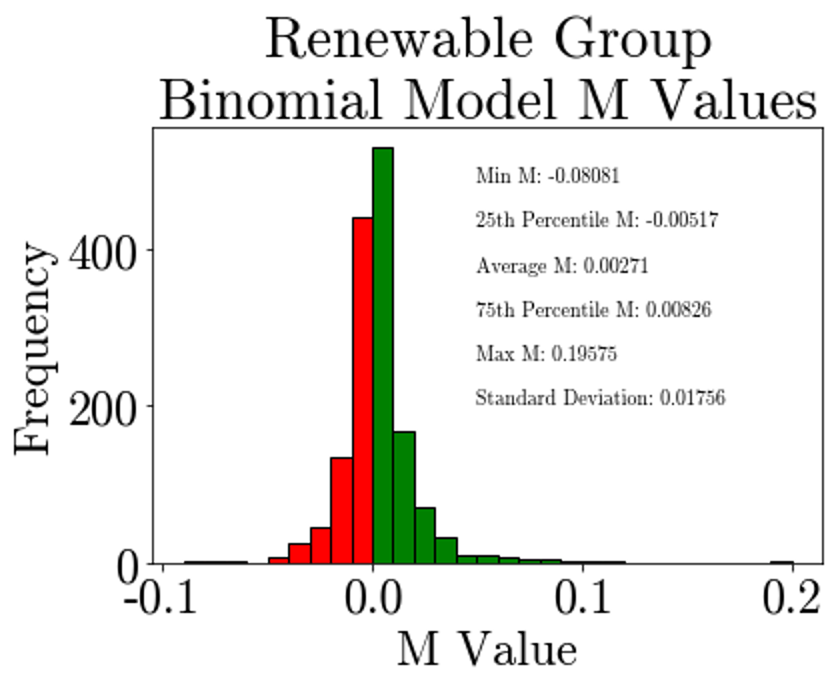 Renewable Group
Binomial Model M Values
Min M: -0.08081
25th Percentile M: -0.00517
Average M: 0.00271
75th Percentile M: 0.00826
Max M: 0.19575
Standard Deviation: 0.01756
Frequency
400
200
0
-0.1 0.0 0.1 0.2
M Value